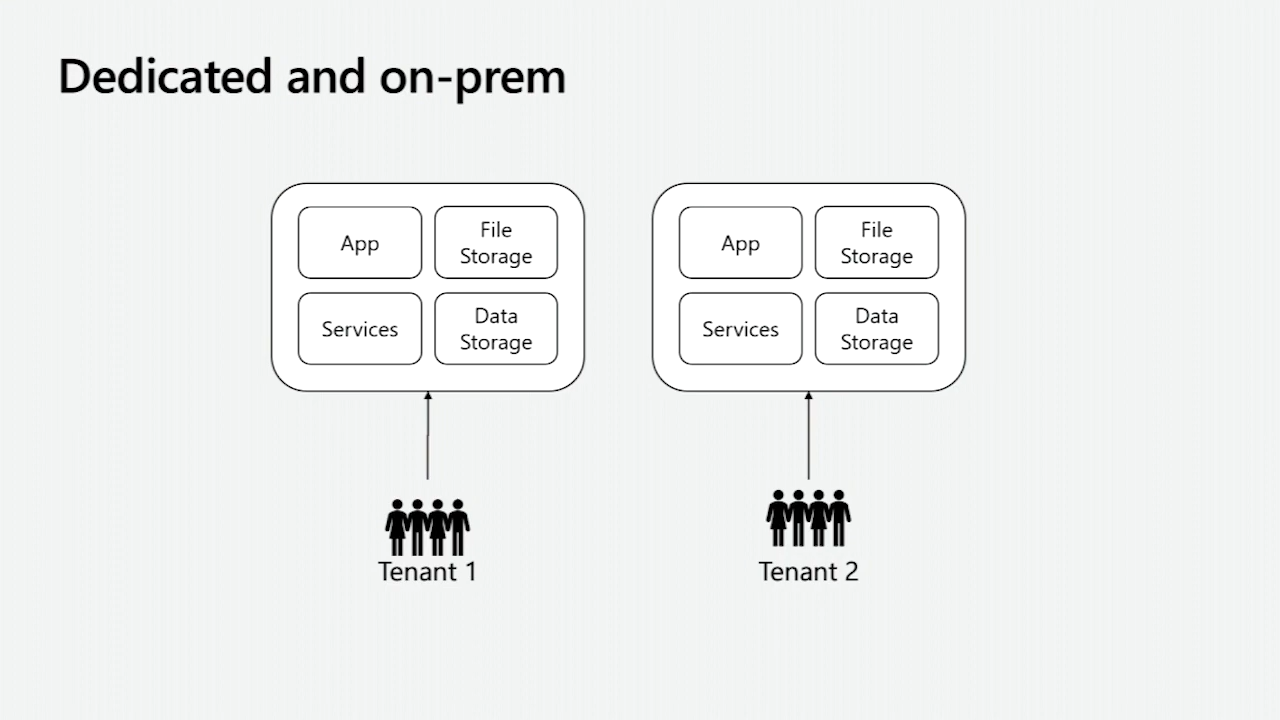 Dedicated and on-prem
App
File
Storage
Services
Data
Storage
App
File
Storage
Services
Data
Storage
Tenant 1
Tenant 2